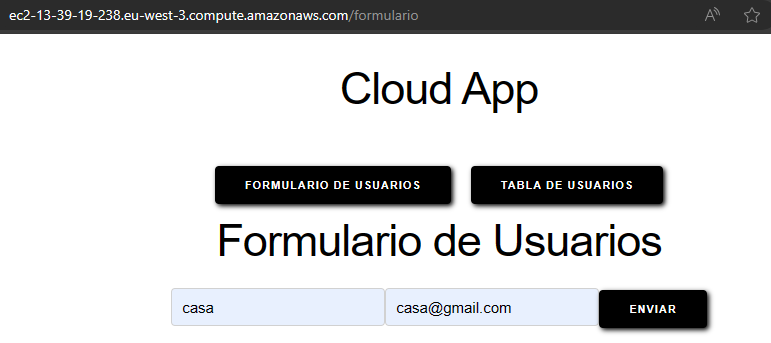 ec2-13-39-19-238.eu-west-3.compute.amazonaws.com/formulario
Cloud App
FORMULARIO DE USUARIOS TABLA DE USUARIOS
Formulario de Usuarios
casa casa@gmail.com ENVIAR